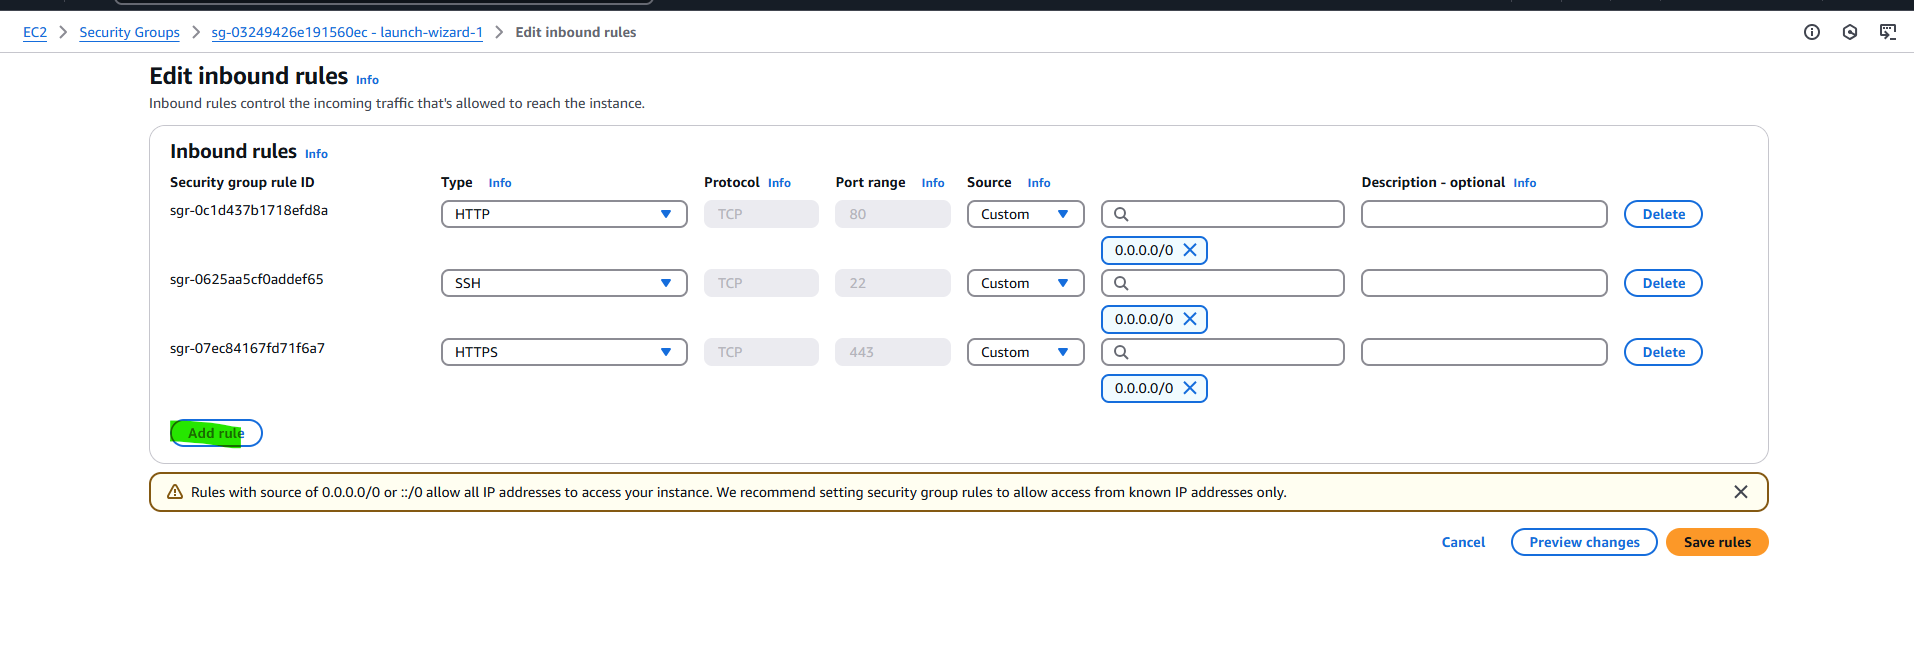 EC2 > Security Groups > sg-03249426e191560ec - launch-wizard-1 > Edit inbound rules
Edit inbound rules Info
Inbound rules control the incoming traffic that's allowed to reach the instance.
Inbound rules Info
Security group rule ID Type Info Protocol Info Port range Info Source Info Description - optional Info
sgr-0c1d437b1718efd8a HTTP TCP 80 Custom Delete
0.0.0.0/0
sgr-0625aa5cf0addef65 SSH TCP 22 Custom Delete
0.0.0.0/0
sgr-07ec84167fd71f6a7 HTTPS TCP 443 Custom Delete
0.0.0.0/0
Add rule
Rules with source of 0.0.0.0/0 or ::/0 allow all IP addresses to access your instance. We recommend setting security group rules to allow access from known IP addresses only.
Cancel Preview changes Save rules